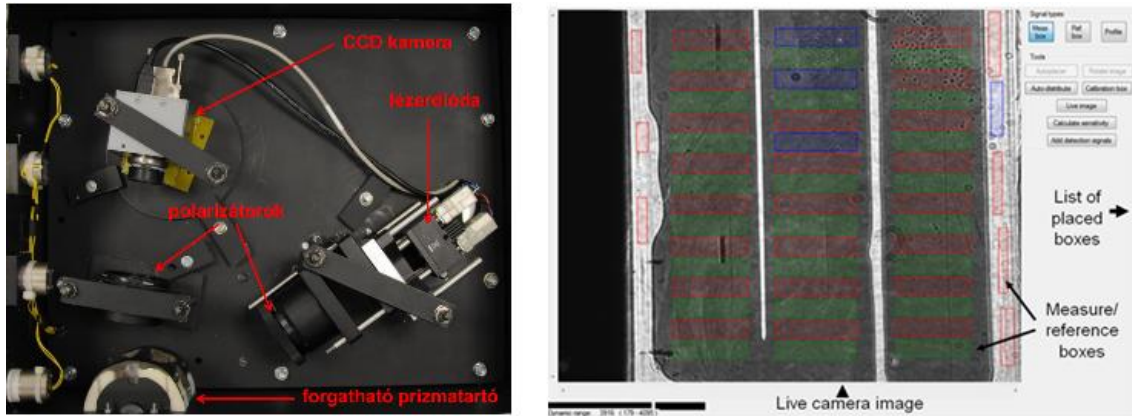 CCD kamera
lézerdióda
polarizátorok
forgatható prizmatartó
Signal types:
Meas box
Ref box
Profile
Tools
Autoplacer
Rotate image
Auto-distribute
Calibration box
Live image
Calculate sensitivity
Add detection signals
List of
placed
boxes
Measure/
reference
boxes
Live camera image